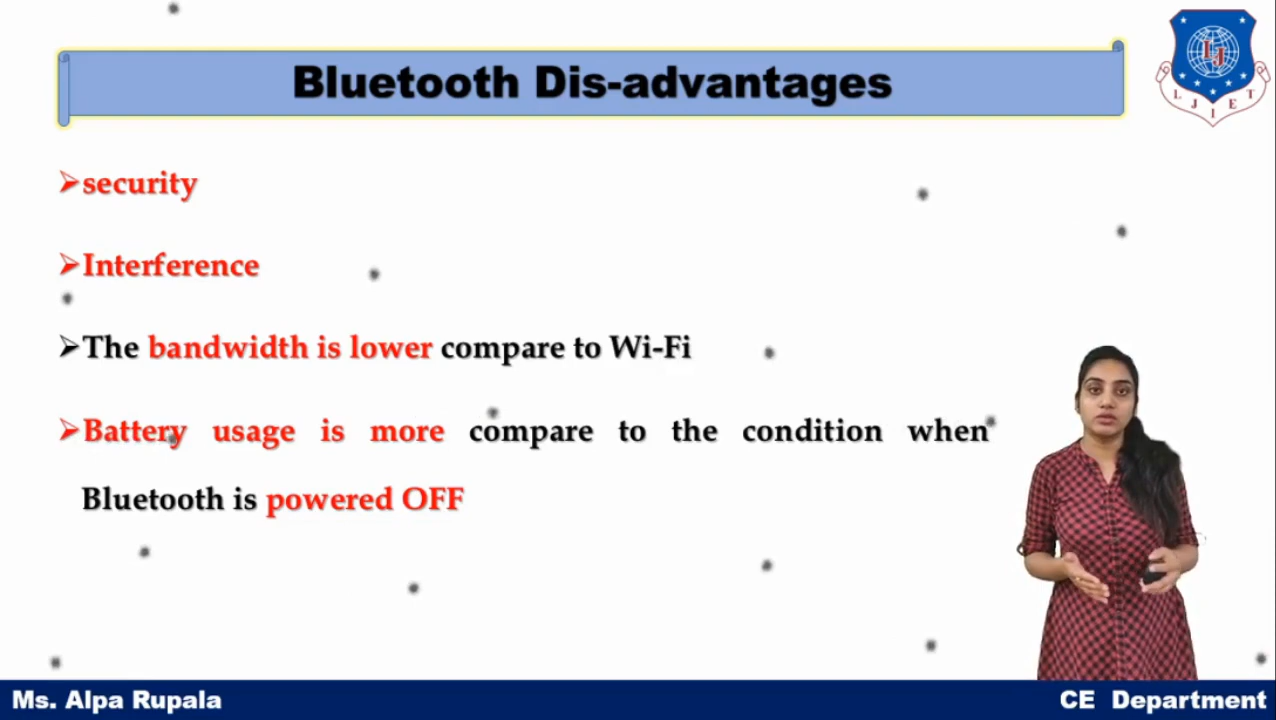 Bluetooth Dis-advantages
L J I E T
security
Interference
The bandwidth is lower compare to Wi-Fi
Battery usage is more compare to the condition when
Bluetooth is powered OFF
Ms. Alpa Rupala
CE Department